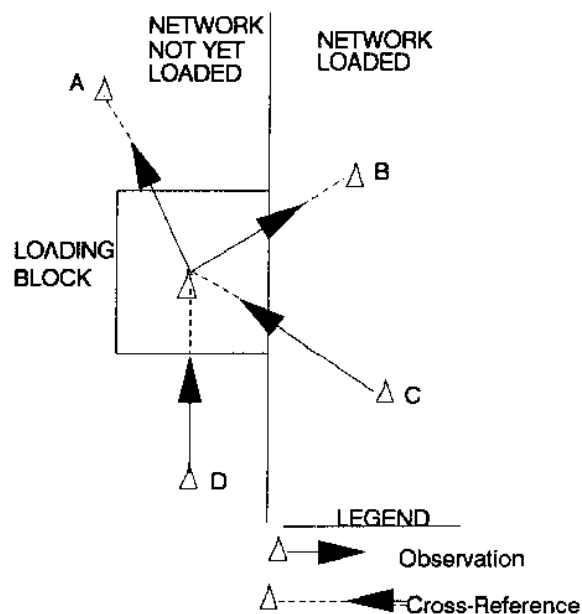 NETWORK
NOT YET
LOADED
NETWORK
LOADED
A
B
LOADING
BLOCK
C
D
LEGEND
Observation
Cross-Reference